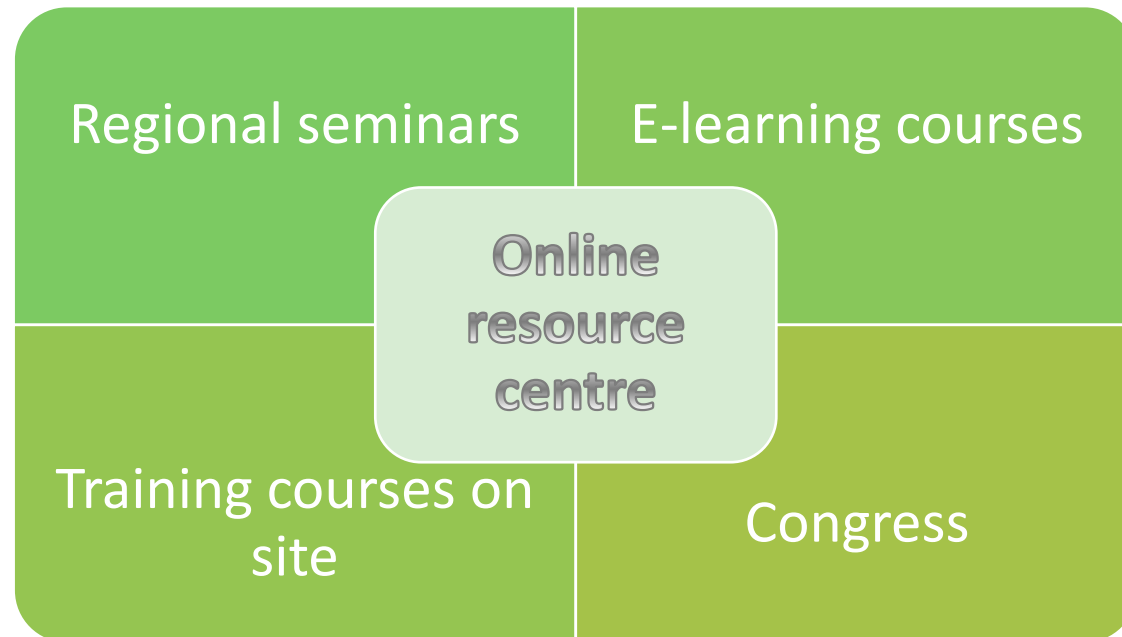 Regional seminars
E-learning courses
Online
resource
centre
Training courses on
site
Congress